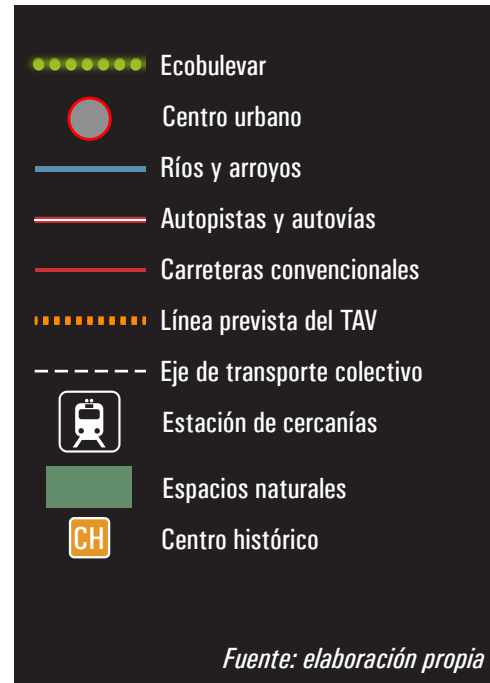 Ecobulevar
Centro urbano
Ríos y arroyos
Autopistas y autovías
Carreteras convencionales
Línea prevista del TAV
Eje de transporte colectivo
Estación de cercanías
Espacios naturales
CH Centro histórico
Fuente: elaboración propia